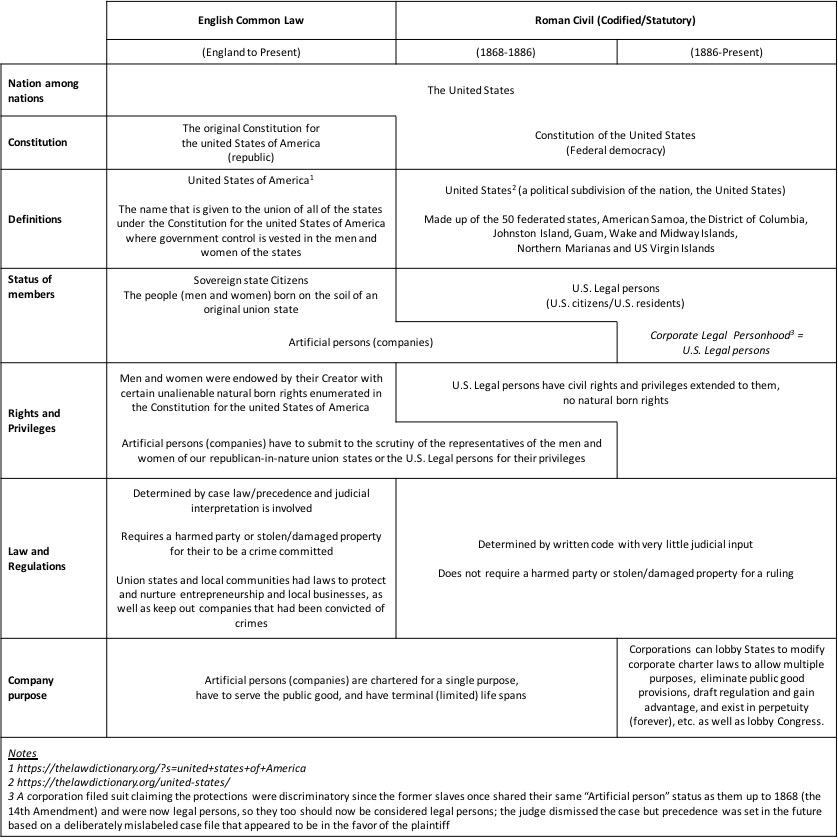 English Common Law
Roman Civil (Codified/Statutory)
(England to Present)
(1868-1886)
(1886-Present)
Nation among
nations
The United States
Constitution
The original Constitution for
the united States of America
(republic)
Constitution of the United States
(Federal democracy)
Definitions
United States of America1
The name that is given to the union of all of the states
under the Constitution for the united States of America
where government control is vested in the men and
women of the states
United States2 (a political subdivision of the nation, the United States)
Made up of the 50 federated states, American Samoa, the District of Columbia,
Johnston Island, Guam, Wake and Midway Islands,
Northern Marianas and US Virgin Islands
Status of
members
Sovereign state Citizens
The people (men and women) born on the soil of an
original union state
U.S. Legal persons
(U.S. citizens/U.S. residents)
Artificial persons (companies)
Corporate Legal Personhood3 =
U.S. Legal persons
Rights and
Privileges
Men and women were endowed by their Creator with
certain unalienable natural born rights enumerated in
the Constitution for the united States of America
U.S. Legal persons have civil rights and privileges extended to them,
no natural born rights
Artificial persons (companies) have to submit to the scrutiny of the representatives of the men and
women of our republican-in-nature union states or the U.S. Legal persons for their privileges
Law and
Regulations
Determined by case law/precedence and judicial
interpretation is involved
Requires a harmed party or stolen/damaged property
for their to be a crime committed
Union states and local communities had laws to protect
and nurture entrepreneurship and local businesses, as
well as keep out companies that had been convicted of
crimes
Determined by written code with very little judicial input
Does not require a harmed party or stolen/damaged property for a ruling
Company
purpose
Artificial persons (companies) are chartered for a single purpose,
have to serve the public good, and have terminal (limited) life spans
Corporations can lobby States to modify
corporate charter laws to allow multiple
purposes, eliminate public good
provisions, draft regulation and gain
advantage, and exist in perpetuity
(forever), etc. as well as lobby Congress.
Notes
1 https://thelawdictionary.org/?s=united+states+of+America
2 https://thelawdictionary.org/united-states/
3 A corporation filed suit claiming the protections were discriminatory since the former slaves once shared their same “Artificial person” status as them up to 1868 (the
14th Amendment) and were now legal persons, so they too should now be considered legal persons; the judge dismissed the case but precedence was set in the future
based on a deliberately mislabeled case file that appeared to be in the favor of the plaintiff